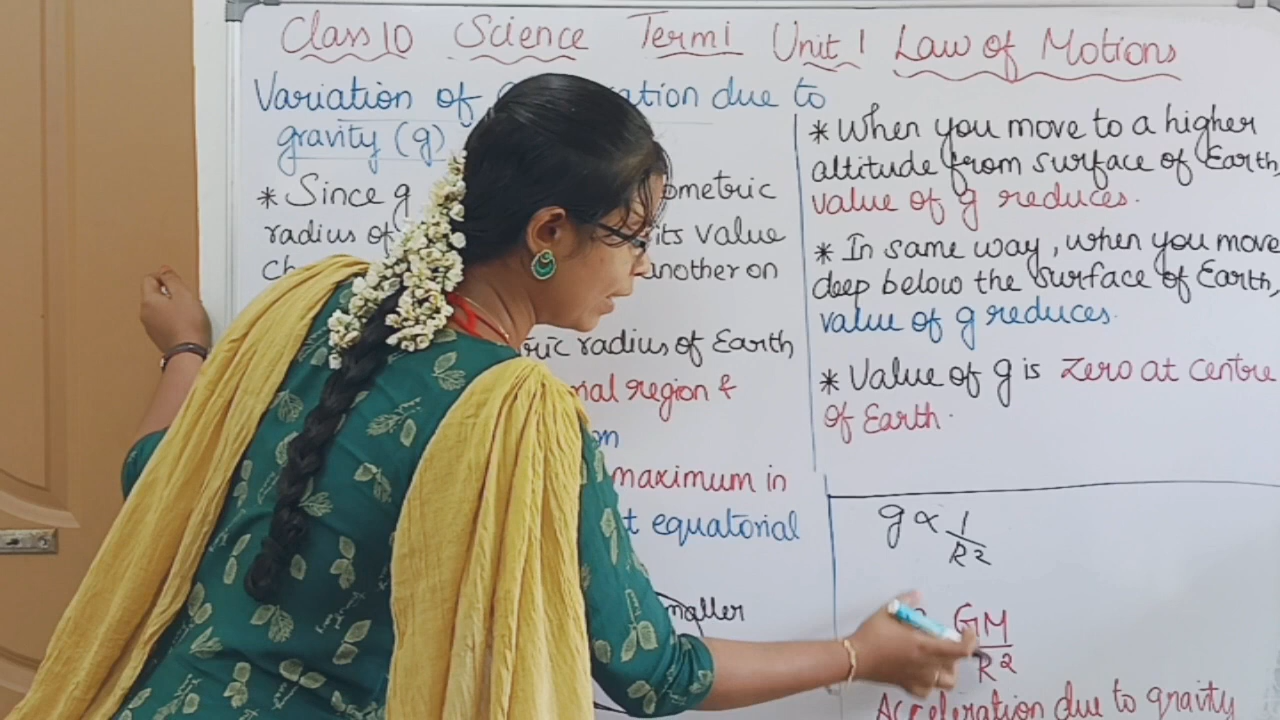 Class 10 Science Term 1 Unit 1 Law of Motions
Variation of ation due to
gravity (g)
* Since g ometric
radius of its value
ch another on
ric radius of Earth
nal region &
on
maximum in
t equatorial
maller
* When you move to a higher
altitude from surface of Earth,
value of g reduces.
* In same way, when you move
deep below the surface of Earth,
value of g reduces.
* Value of g is Zero at centre
of Earth.
g ∝ 1/R²
GM/R²
Acceleration due to gravity